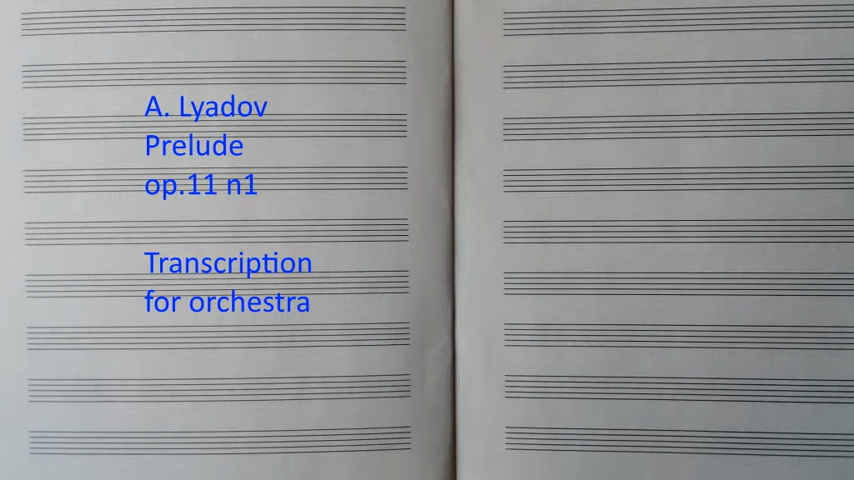 A. Lyadov
Prelude
op.11 n1
Transcription
for orchestra